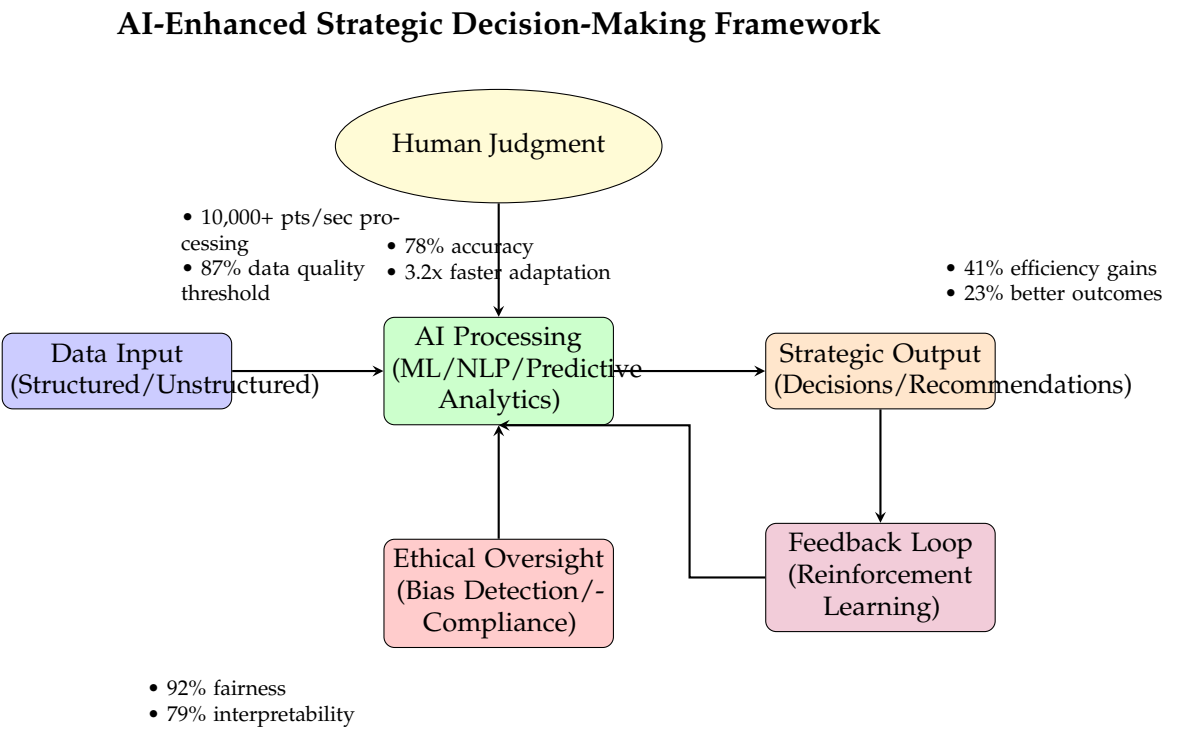 AI-Enhanced Strategic Decision-Making Framework
Human Judgment
• 10,000+ pts/sec pro-
cessing
• 87% data quality
threshold
• 78% accuracy
• 3.2x faster adaptation
• 41% efficiency gains
• 23% better outcomes
Data Input
(Structured/Unstructured)
AI Processing
(ML/NLP/Predictive
Analytics)
Strategic Output
(Decisions/Recommendations)
Ethical Oversight
(Bias Detection/-
Compliance)
Feedback Loop
(Reinforcement
Learning)
• 92% fairness
• 79% interpretability